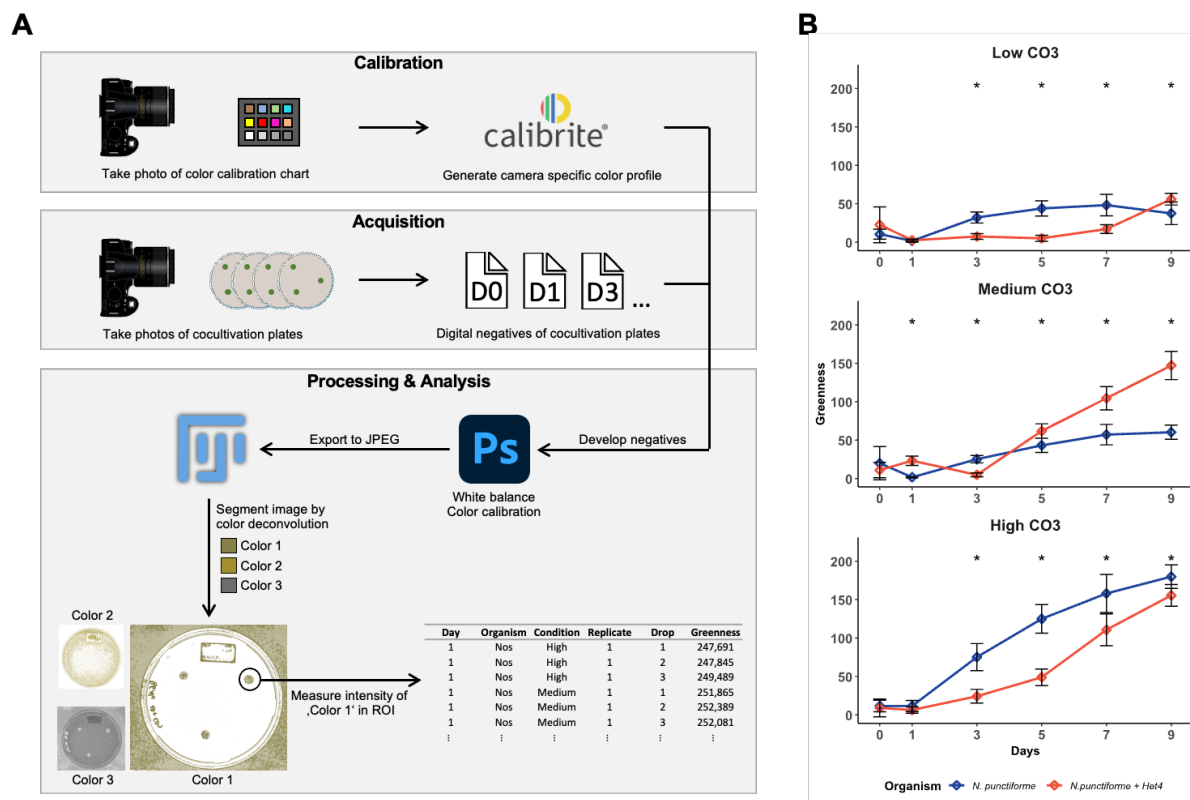 A
Calibration
calibrite®
Take photo of color calibration chart
Generate camera specific color profile
Acquisition
D0
D1
D3
...
Take photos of cocultivation plates
Digital negatives of cocultivation plates
Processing & Analysis
Export to JPEG
Ps
Develop negatives
White balance
Color calibration
Segment image by
color deconvolution
Color 1
Color 2
Color 3
Color 2
Color 3
Color 1
Measure intensity of
‚Color 1' in ROI
Day Organism Condition Replicate Drop Greenness
1 Nos High 1 1 247,691
1 Nos High 1 2 247,845
1 Nos High 1 3 249,489
1 Nos Medium 1 1 251,865
1 Nos Medium 1 2 252,389
1 Nos Medium 1 3 252,081
⋮ ⋮ ⋮ ⋮ ⋮ ⋮
B
Low CO3
* * * *
200
150
100
50
0
0 1 3 5 7 9
Medium CO3
* * * * *
200
150
100
50
0
0 1 3 5 7 9
Greenness
High CO3
* * * *
200
150
100
50
0
0 1 3 5 7 9
Days
Organism N. punctiforme N.punctiforme + Het4